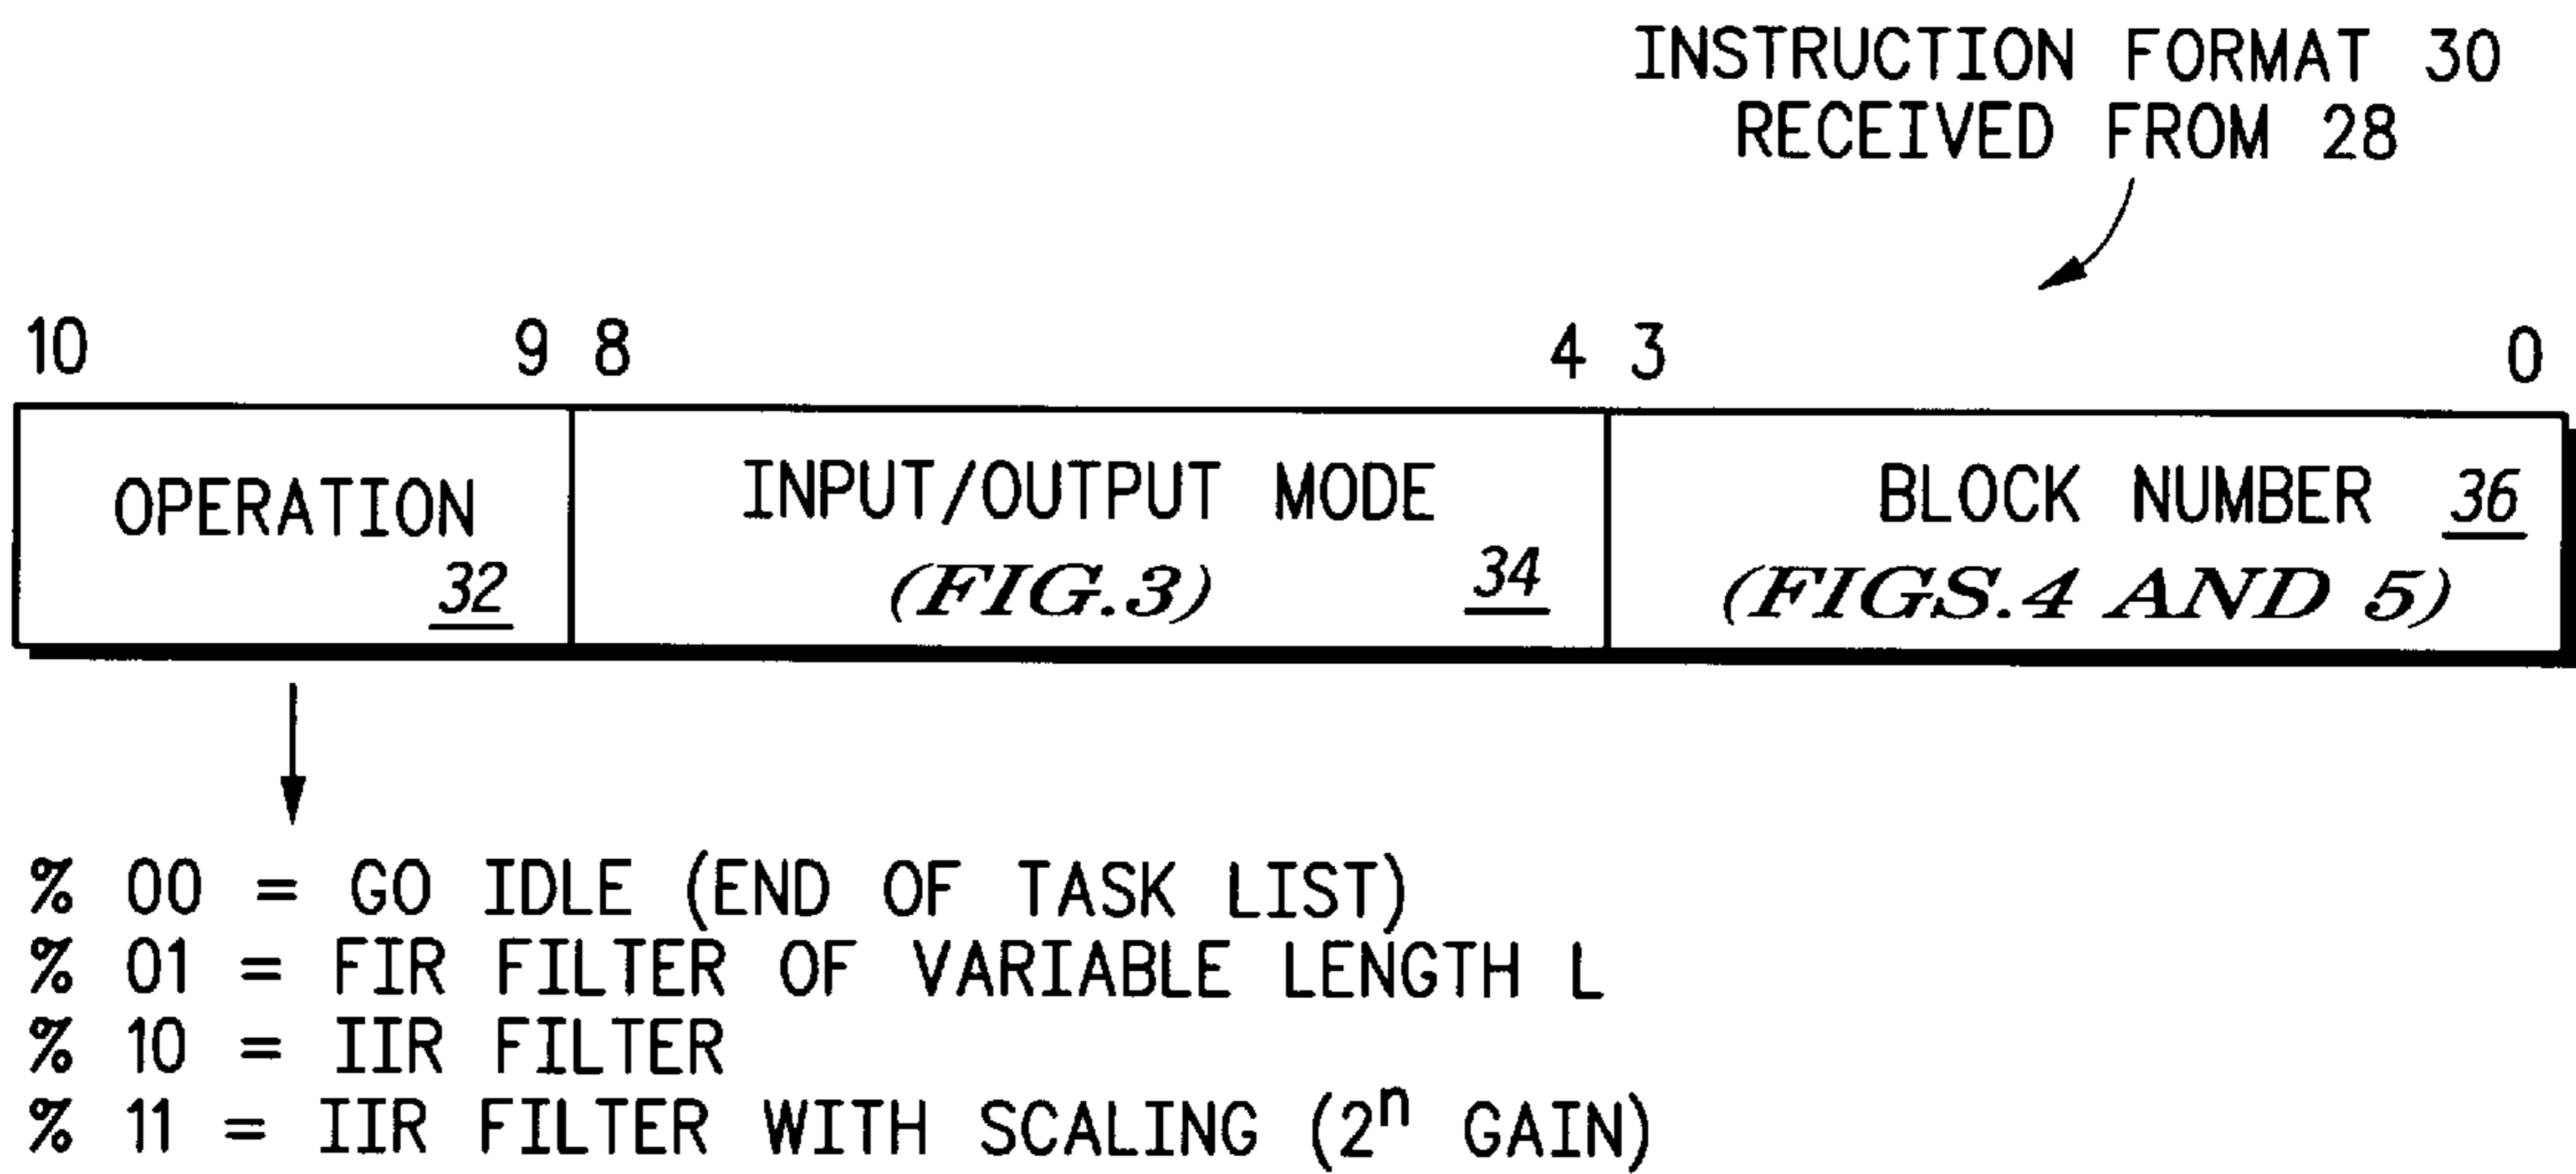 INSTRUCTION FORMAT 30
RECEIVED FROM 28
10 9 8 4 3 0
OPERATION 32
INPUT/OUTPUT MODE
(FIG.3) 34
BLOCK NUMBER 36
(FIGS.4 AND 5)
% 00 = GO IDLE (END OF TASK LIST)
% 01 = FIR FILTER OF VARIABLE LENGTH L
% 10 = IIR FILTER
% 11 = IIR FILTER WITH SCALING (2ⁿ GAIN)